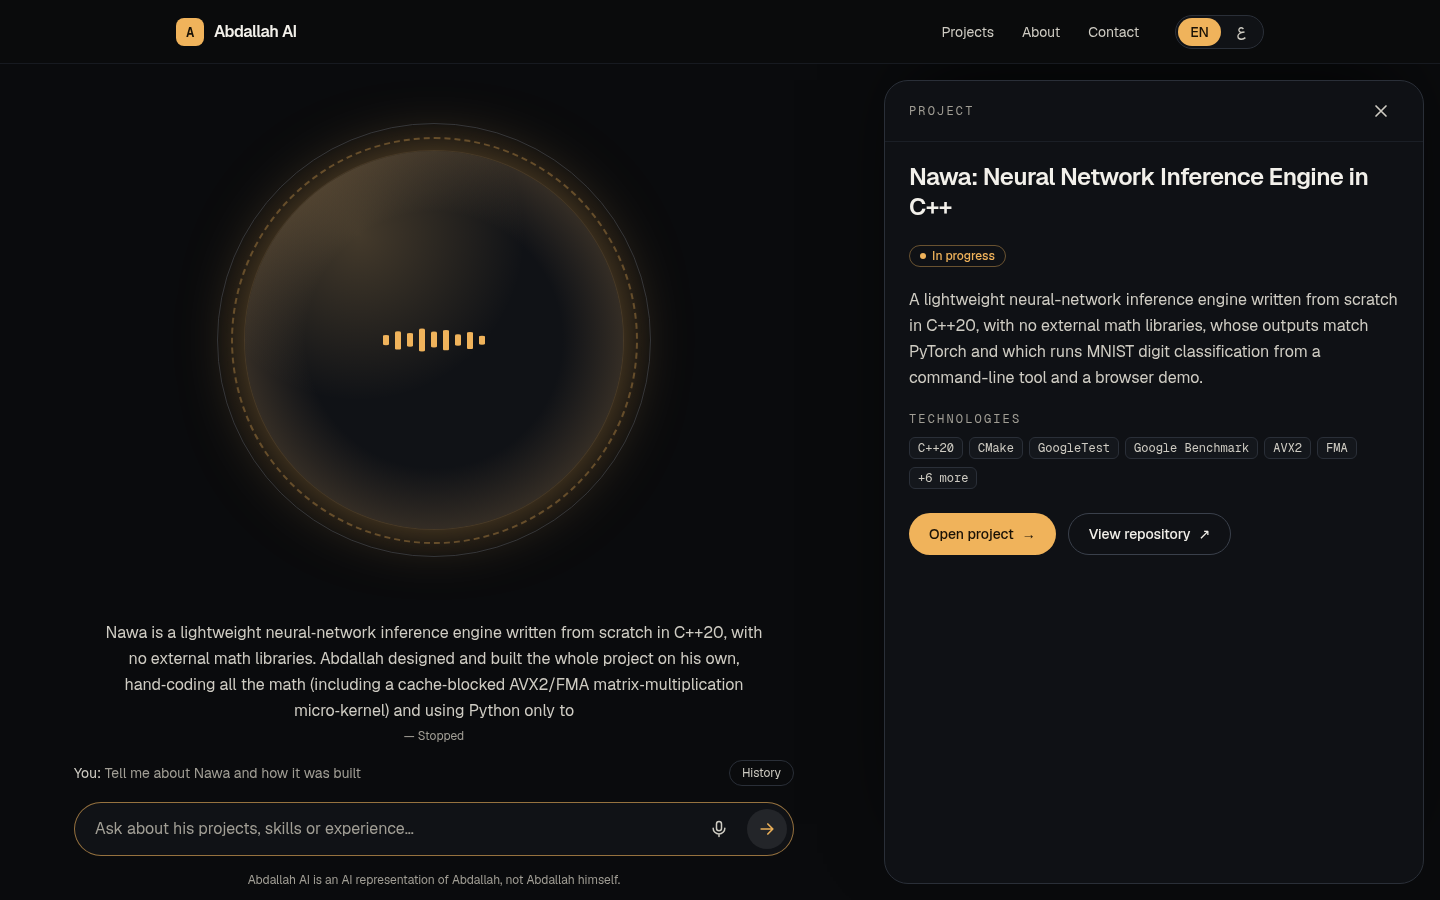 A Abdallah AI
Projects About Contact EN ع
PROJECT
Nawa: Neural Network Inference Engine in
C++
In progress
A lightweight neural-network inference engine written from scratch
in C++20, with no external math libraries, whose outputs match
PyTorch and which runs MNIST digit classification from a
command-line tool and a browser demo.
TECHNOLOGIES
C++20 CMake GoogleTest Google Benchmark AVX2 FMA
+6 more
Open project → View repository ↗
Nawa is a lightweight neural-network inference engine written from scratch in C++20, with
no external math libraries. Abdallah designed and built the whole project on his own,
hand-coding all the math (including a cache-blocked AVX2/FMA matrix-multiplication
micro-kernel) and using Python only to
— Stopped
You: Tell me about Nawa and how it was built
History
Ask about his projects, skills or experience...
Abdallah AI is an AI representation of Abdallah, not Abdallah himself.